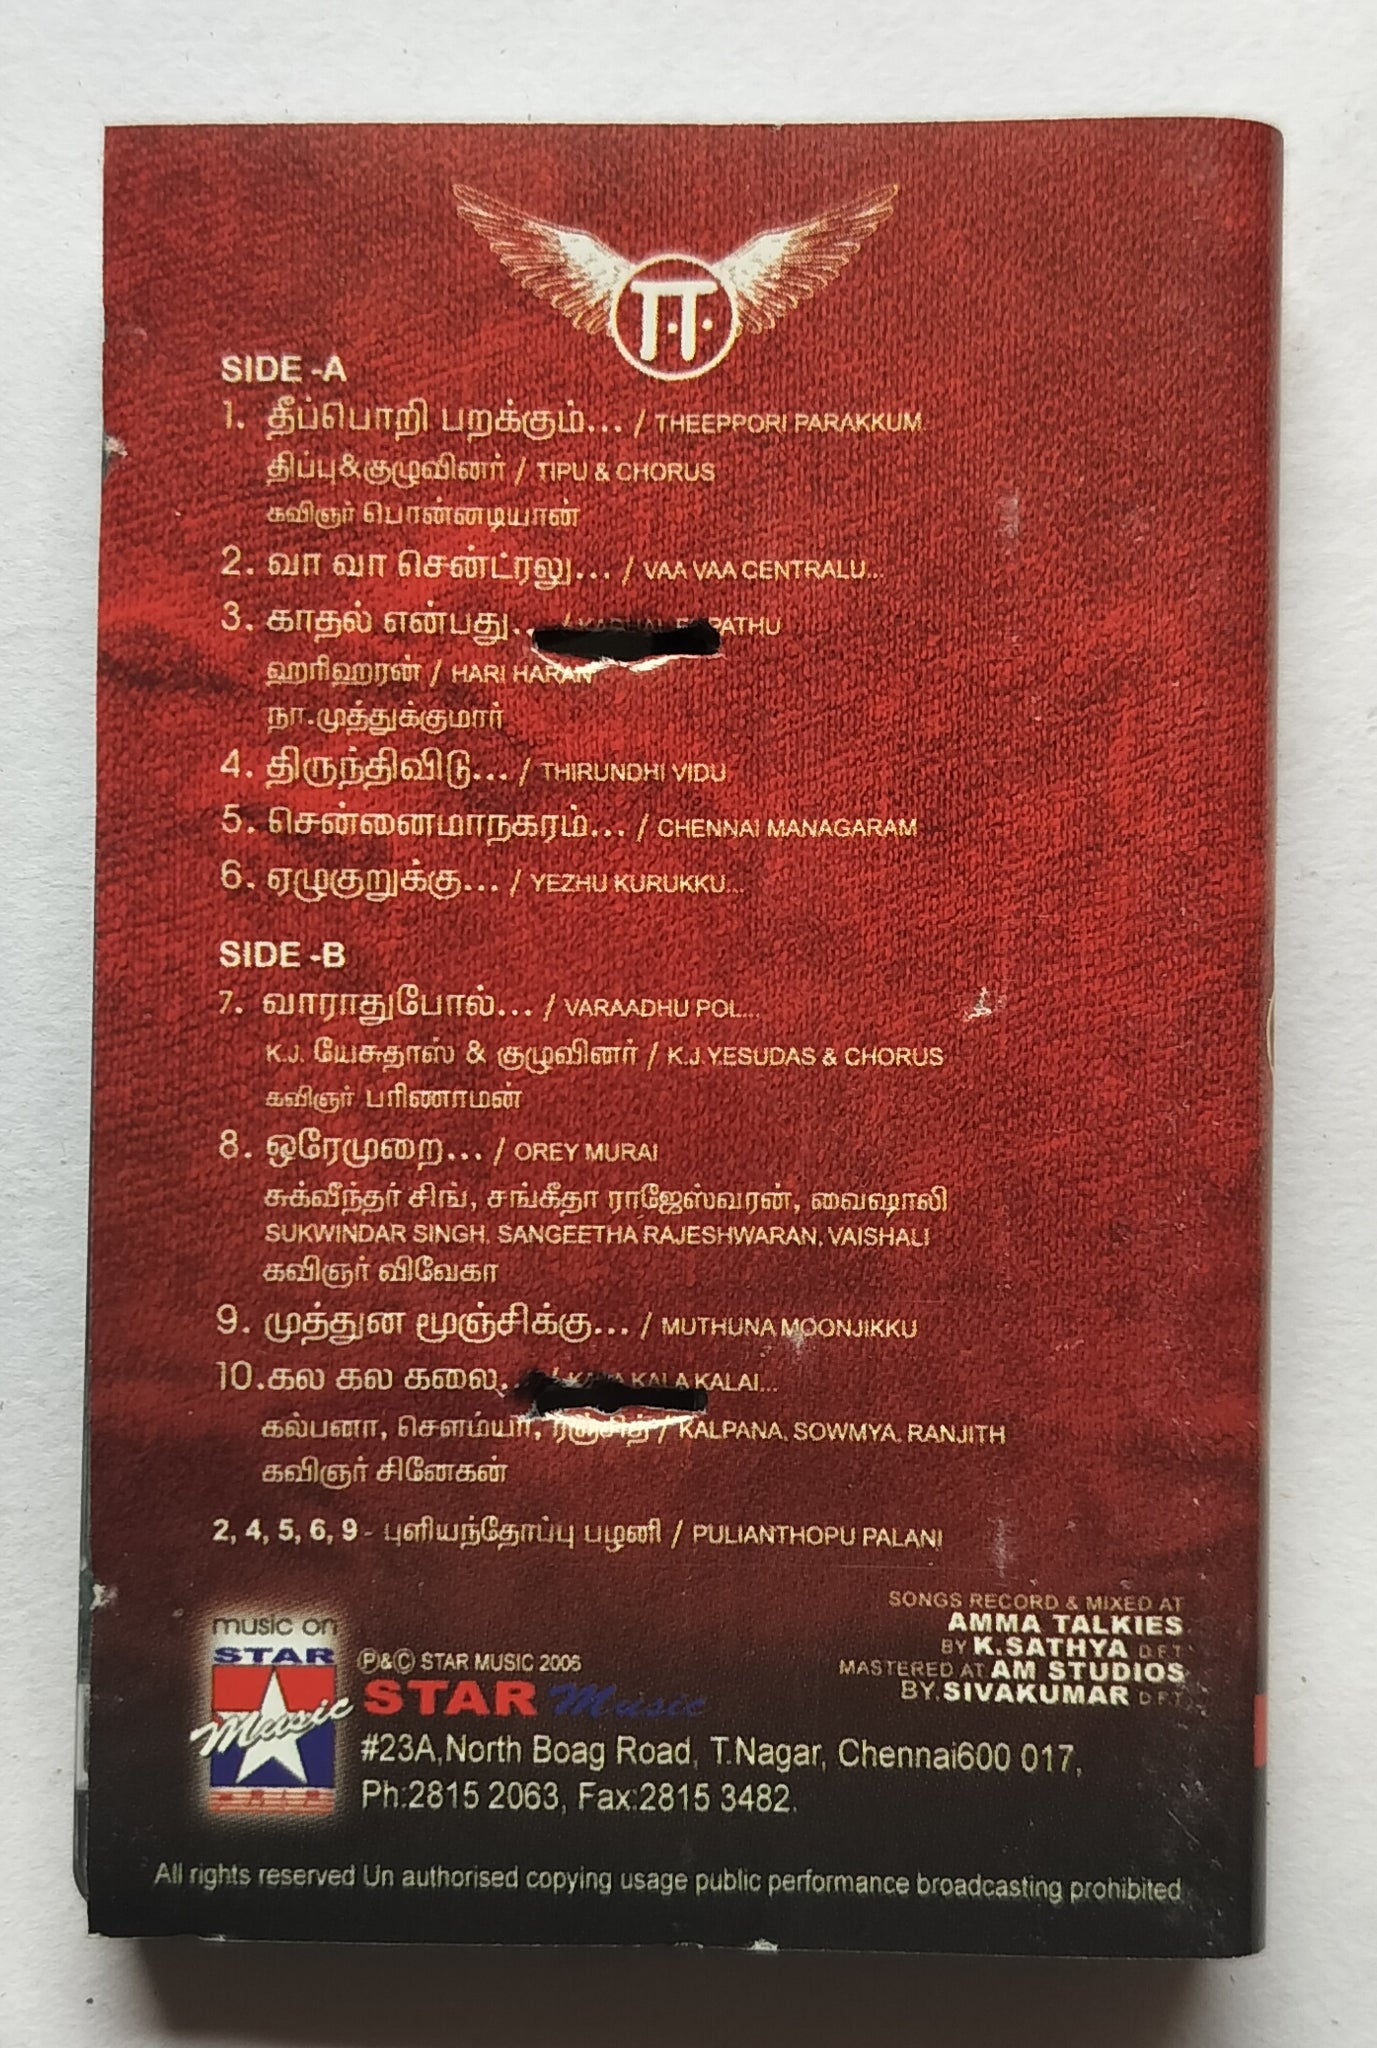 T.T.
SIDE -A
1. தீப்பொறி பறக்கும்... / THEEPPORI PARAKKUM.
திப்பு&குழுவினர் / TIPU & CHORUS
கவிஞர் பொன்னடியான்
2. வா வா சென்ட்ரலு... / VAA VAA CENTRALU...
3. காதல் என்பது.. /
ஹரிஹரன் / HARI HARAN
நா.முத்துக்குமார்
4. திருந்திவிடு... / THIRUNDHI VIDU
5. சென்னைமாநகரம்... / CHENNAI MANAGARAM
6. ஏழுகுறுக்கு... / YEZHU KURUKKU...
SIDE -B
7. வாராதுபோல்... / VARAADHU POL...
K.J. யேசுதாஸ் & குழுவினர் / K.J.YESUDAS & CHORUS
கவிஞர் பரிணாமன்
8. ஒரேமுறை... / OREY MURAI
சுக்வீந்தர் சிங், சங்கீதா ராஜேஸ்வரன், வைஷாலி
SUKWINDAR SINGH, SANGEETHA RAJESHWARAN, VAISHALI
கவிஞர் விவேகா
9. முத்துன மூஞ்சிக்கு... / MUTHUNA MOONJIKKU
10.கல கல கலை.. / KALA KALAI...
கல்பனா, சௌம்யா, ரஞ்சித் / KALPANA, SOWMYA, RANJITH
கவிஞர் சினேகன்
2, 4, 5, 6, 9 - புளியந்தோப்பு பழனி / PULIANTHOPU PALANI
SONGS RECORD & MIXED AT
AMMA TALKIES
BY K.SATHYA D.F.T
MASTERED AT AM STUDIOS
BY.SIVAKUMAR D F T
music on
STAR
Music
Ⓟ&Ⓒ STAR MUSIC 2006
STAR Music
#23A,North Boag Road, T.Nagar, Chennai600 017,
Ph:2815 2063, Fax:2815 3482.
All rights reserved Un authorised copying usage public performance broadcasting prohibited